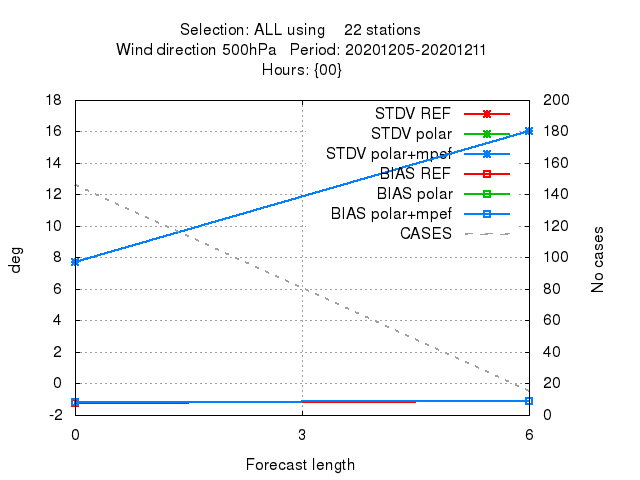 Selection: ALL using    22 stations
Wind direction 500hPa   Period: 20201205-20201211
Hours: {00}
18 200
16 180
14 160
12 140
10 120
8 100
6 80
4 60
2 40
0 20
-2 0
STDV REF
STDV polar
STDV polar+mpef
BIAS REF
BIAS polar
BIAS polar+mpef
CASES
deg
No cases
0 3 6
Forecast length